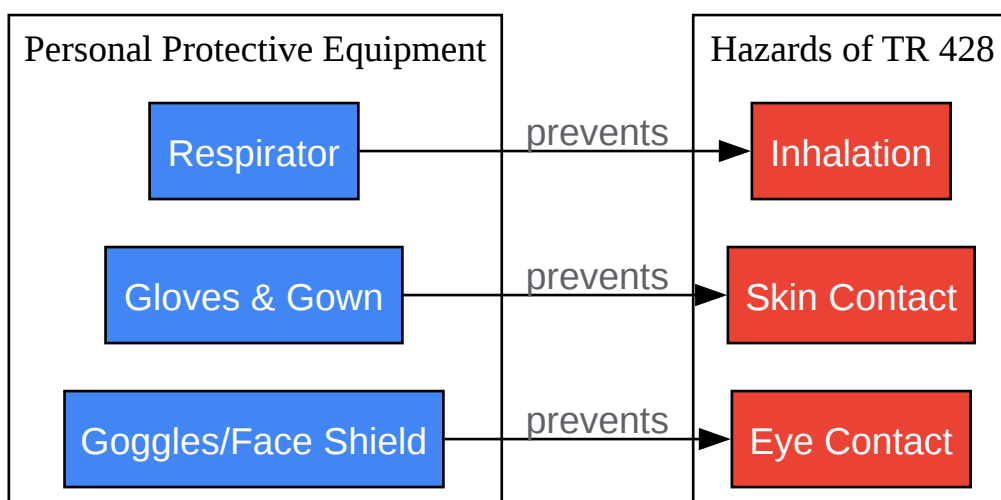 Personal Protective Equipment
Hazards of TR 428
Respirator
prevents
Inhalation
Gloves & Gown
prevents
Skin Contact
Goggles/Face Shield
prevents
Eye Contact